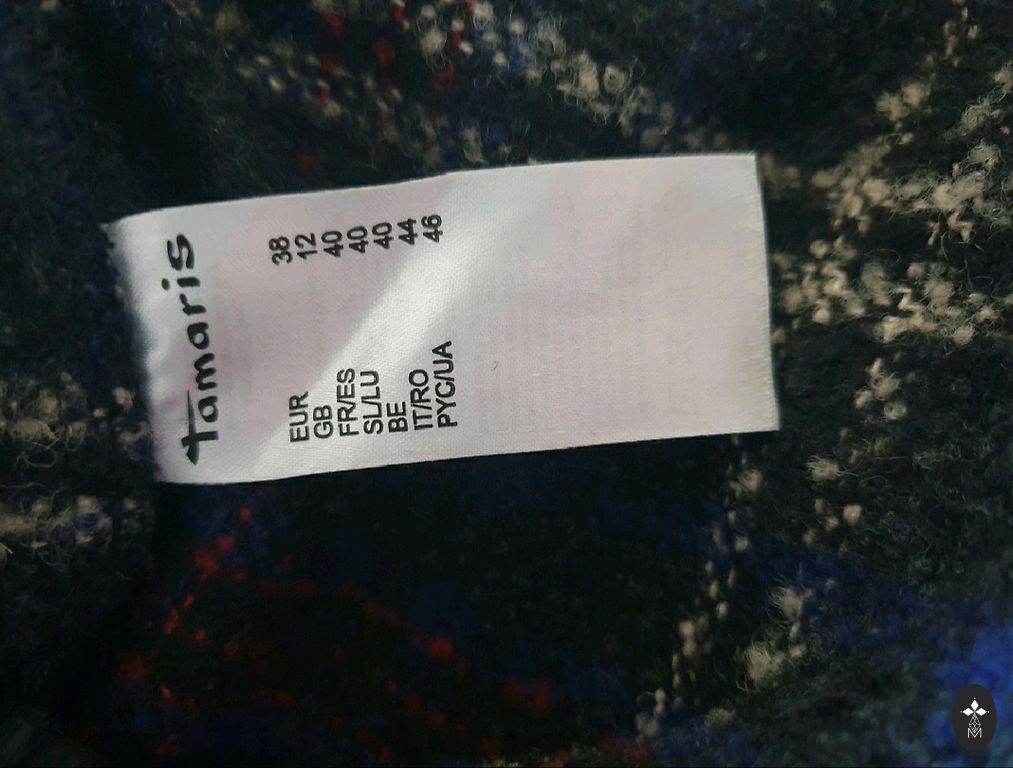 tamaris
EUR 38
GB 12
FR/ES 40
SL/LU 40
BE 40
IT/RO 44
PYC/UA 46
M